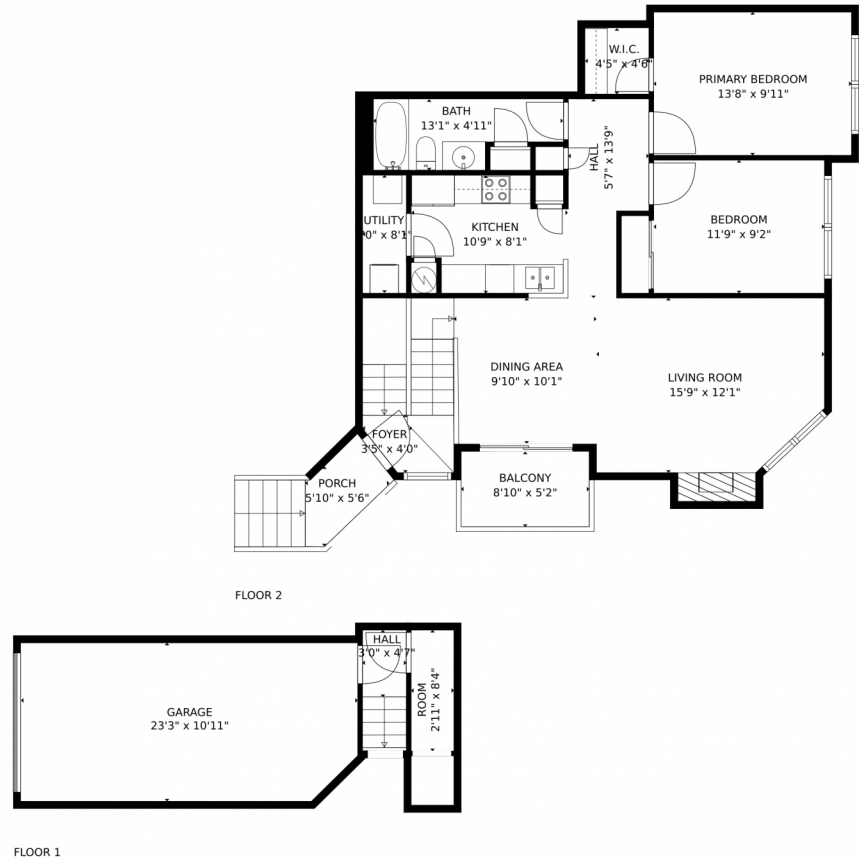 W.I.C.
4'5" x 4'6"
PRIMARY BEDROOM
13'8" x 9'11"
BATH
13'1" x 4'11"
HALL
5'7" x 13'9"
UTILITY
0" x 8'1"
KITCHEN
10'9" x 8'1"
BEDROOM
11'9" x 9'2"
DINING AREA
9'10" x 10'1"
LIVING ROOM
15'9" x 12'1"
FOYER
3'5" x 4'0"
PORCH
5'10" x 5'6"
BALCONY
8'10" x 5'2"
FLOOR 2
HALL
3'0" x 4'7"
GARAGE
23'3" x 10'11"
ROOM
2'11" x 8'4"
FLOOR 1